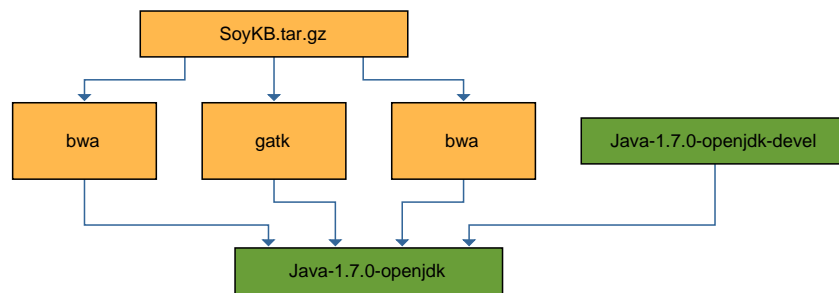 SoyKB.tar.gz
bwa
gatk
bwa
Java-1.7.0-openjdk-devel
Java-1.7.0-openjdk